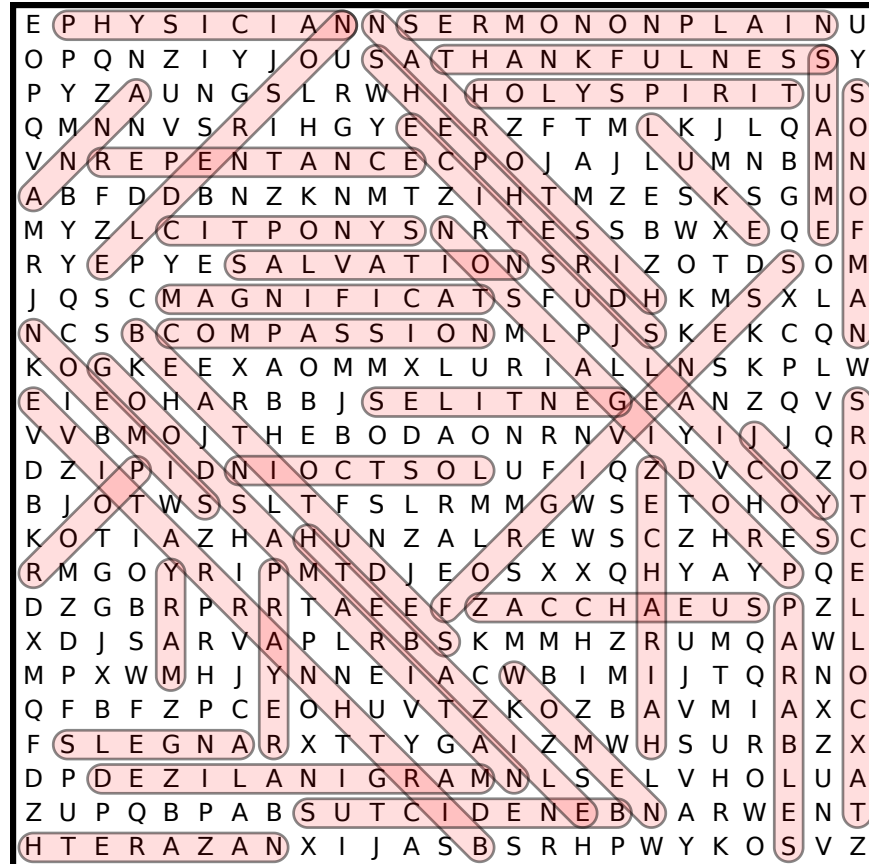 E P H Y S I C I A N N S E R M O N O N P L A I N U
O P Q N Z I Y J O U S A T H A N K F U L N E S S Y
P Y Z A U N G S L R W H I H O L Y S P I R I T U S
Q M N N V S R I H G Y E E R Z F T M L K J L Q A O
V N R E P E N T A N C E C P O J A J L U M N B M N
A B F D D B N Z K N M T Z I H T M Z E S K S G M O
M Y Z L C I T P O N Y S N R T E S S B W X E Q E F
R Y E P Y E S A L V A T I O N S R I Z O T D S O M
J Q S C M A G N I F I C A T S F U D H K M S X L A
N C S B C O M P A S S I O N M L P J S K E K C Q N
K O G K E E X A O M M X L U R I A L L N S K P L W
E I E O H A R B B J S E L I T N E G E A N Z Q V S
V V B M O J T H E B O D A O N R N V I Y I J J Q R
D Z I P I D N I O C T S O L U F I Q Z D V C O Z O
B J O T W S S L T F S L R M M G W S E T O H O Y T
K O T I A Z H A H U N Z A L R E W S C Z H R E S C
R M G O Y R I P M T D J E O S X X Q H Y A Y P Q E
D Z G B R P R R T A E E F Z A C C H A E U S P Z L
X D J S A R V A P L R B S K M M H Z R U M Q A W L
M P X W M H J Y N N E I A C W B I M I J T Q R N O
Q F B F Z P C E O H U V T Z K O Z B A V M I A X C
F S L E G N A R X T T Y G A I Z M W H S U R B Z X
D P D E Z I L A N I G R A M N L S E L V H O L U A
Z U P Q B P A B S U T C I D E N E B N A R W E N T
H T E R A Z A N X I J A S B S R H P W Y K O S V Z